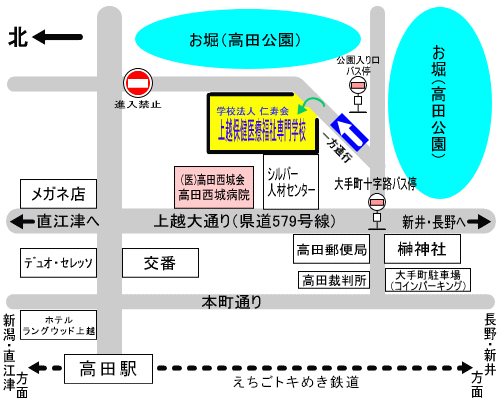 北
お堀(高田公園)
公園入り口
バス停
お堀(高田公園)
進入禁止
学校法人 仁寿会
上越保健医療福祉専門学校
一方通行
(医)高田西城会
高田西城病院
シルバー
人材センター
大手町十字路バス停
メガネ店
直江津へ
上越大通り(県道579号線)
新井・長野へ
デュオ・セレッソ
交番
高田郵便局
榊神社
高田裁判所
大手町駐車場
(コインパーキング)
本町通り
ホテル
ラングウッド上越
新潟・直江津
方面
長野・新井
方面
高田駅
えちごトキめき鉄道